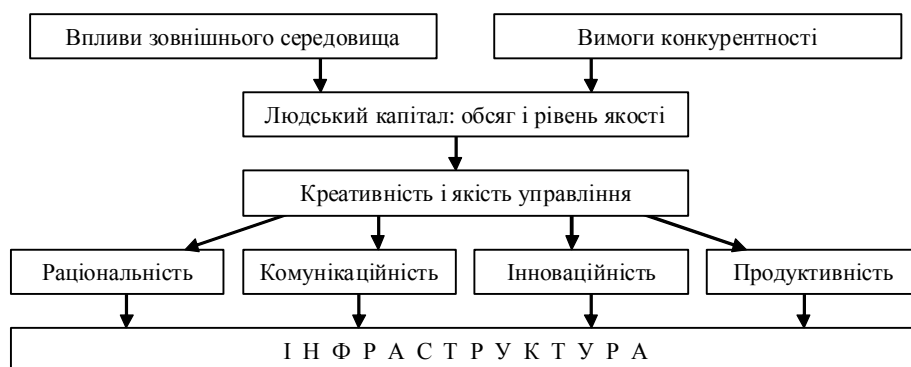 Впливи зовнішнього середовища
Вимоги конкурентності
Людський капітал: обсяг і рівень якості
Креативність і якість управління
Раціональність
Комунікаційність
Інноваційність
Продуктивність
І Н Ф Р А С Т Р У К Т У Р А